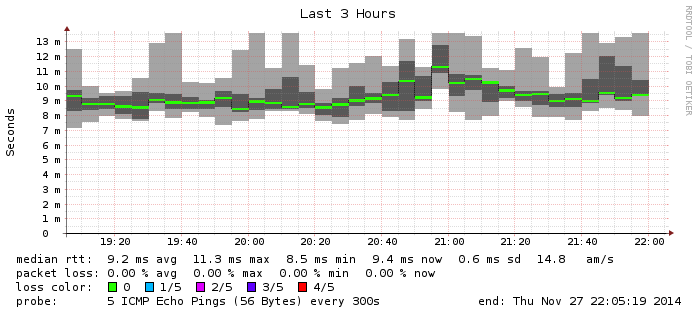 Last 3 Hours
RRDTOOL / TOBI OETIKER
Seconds
13 m
12 m
11 m
10 m
9 m
8 m
7 m
6 m
5 m
4 m
3 m
2 m
1 m
0
19:20 19:40 20:00 20:20 20:40 21:00 21:20 21:40 22:00
median rtt: 9.2 ms avg 11.3 ms max 8.5 ms min 9.4 ms now 0.6 ms sd 14.8 am/s
packet loss: 0.00 % avg 0.00 % max 0.00 % min 0.00 % now
loss color: 0 1/5 2/5 3/5 4/5
probe: 5 ICMP Echo Pings (56 Bytes) every 300s end: Thu Nov 27 22:05:19 2014